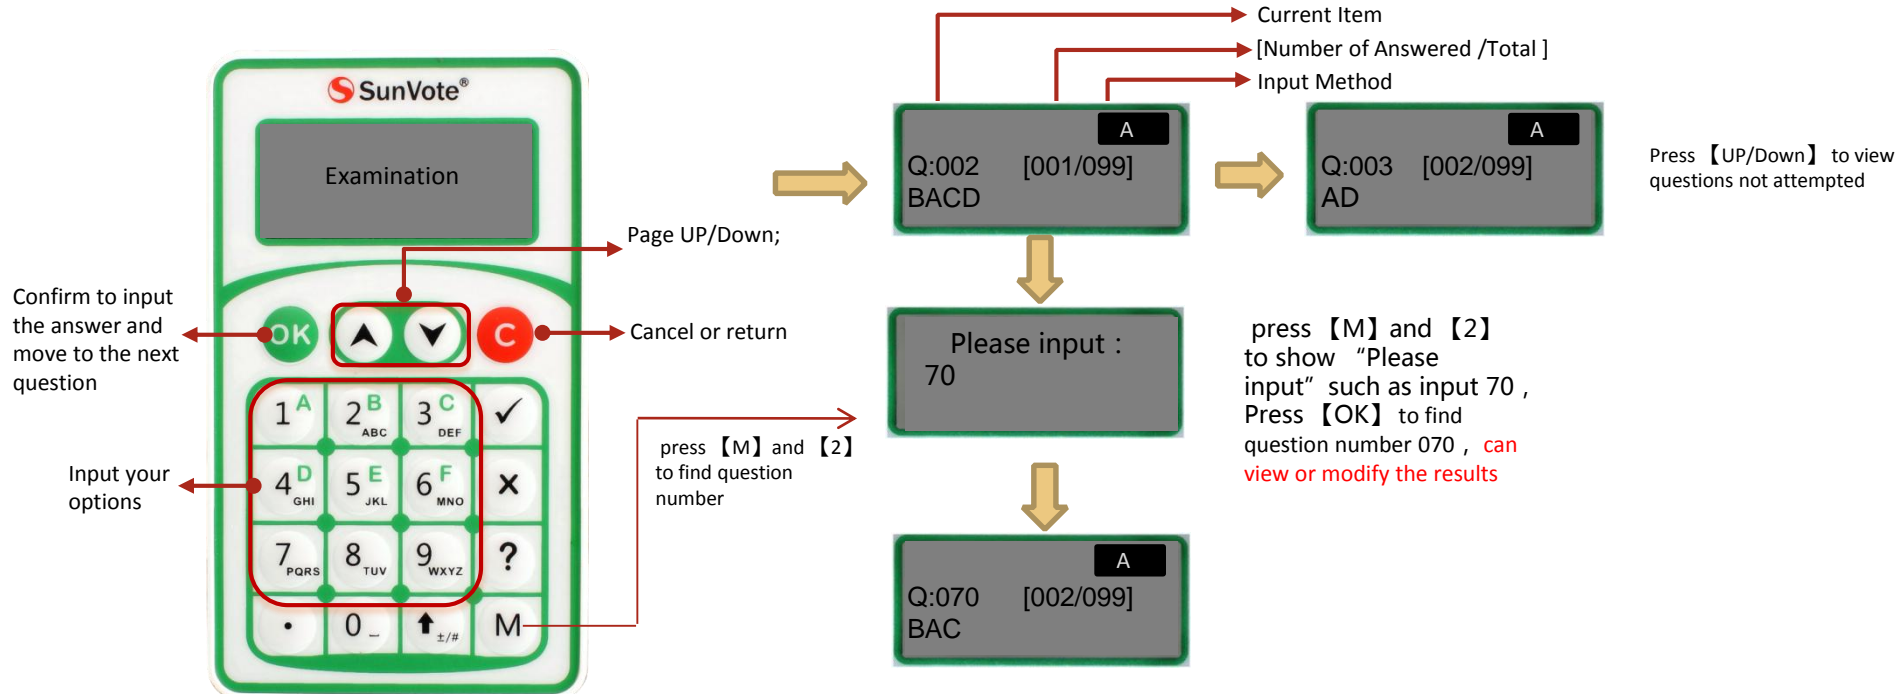 SunVote®
Examination
Page UP/Down;
Confirm to input
the answer and
move to the next
question
OK
C
Cancel or return
1 A
2 B ABC
3 C DEF
✓
4 D GHI
5 E JKL
6 F MNO
×
7 PQRS
8 TUV
9 WXYZ
?
.
0 _
±/#
M
Input your
options
press 【M】 and 【2】
to find question
number
Current Item
[Number of Answered /Total ]
Input Method
A
Q:002 [001/099]
BACD
A
Q:003 [002/099]
AD
Press 【UP/Down】 to view
questions not attempted
Please input :
70
press 【M】 and 【2】
to show “Please
input” such as input 70 ,
Press 【OK】 to find
question number 070 , can
view or modify the results
A
Q:070 [002/099]
BAC